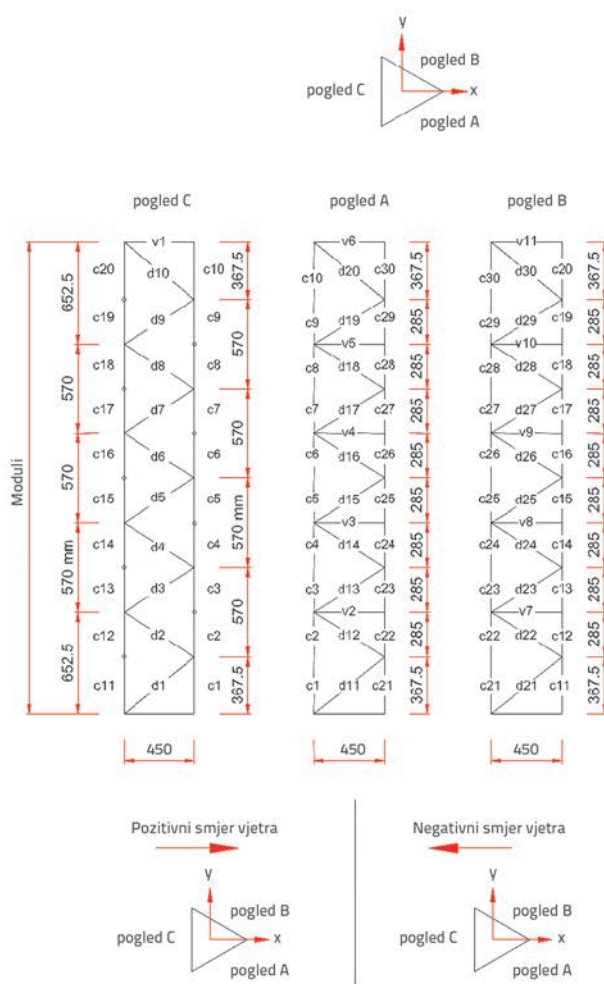 y
pogled B
pogled C
x
pogled A
pogled C
pogled A
pogled B
Moduli
652.5
570
570
570 mm
652.5
c20
c19
c18
c17
c16
c15
c14
c13
c12
c11
v1
d10
d9
d8
d7
d6
d5
d4
d3
d2
d1
c10
c9
c8
c7
c6
c5
c4
c3
c2
c1
367.5
570
570
570 mm
570
367.5
450
c10
c9
c8
c7
c6
c5
c4
c3
c2
c1
v6
d20
d19
v5
d18
d17
v4
d16
d15
v3
d14
d13
v2
d12
d11
c30
c29
c28
c27
c26
c25
c24
c23
c22
c21
367.5
285
285
285
285
285
285
285
285
367.5
450
c30
c29
c28
c27
c26
c25
c24
c23
c22
c21
v11
d30
d29
v10
d28
d27
v9
d26
d25
v8
d24
d23
v7
d22
d21
c20
c19
c18
c17
c16
c15
c14
c13
c12
c11
367.5
285
285
285
285
285
285
285
285
367.5
450
Pozitivni smjer vjetra
y
pogled B
pogled C
x
pogled A
Negativni smjer vjetra
y
pogled B
pogled C
x
pogled A